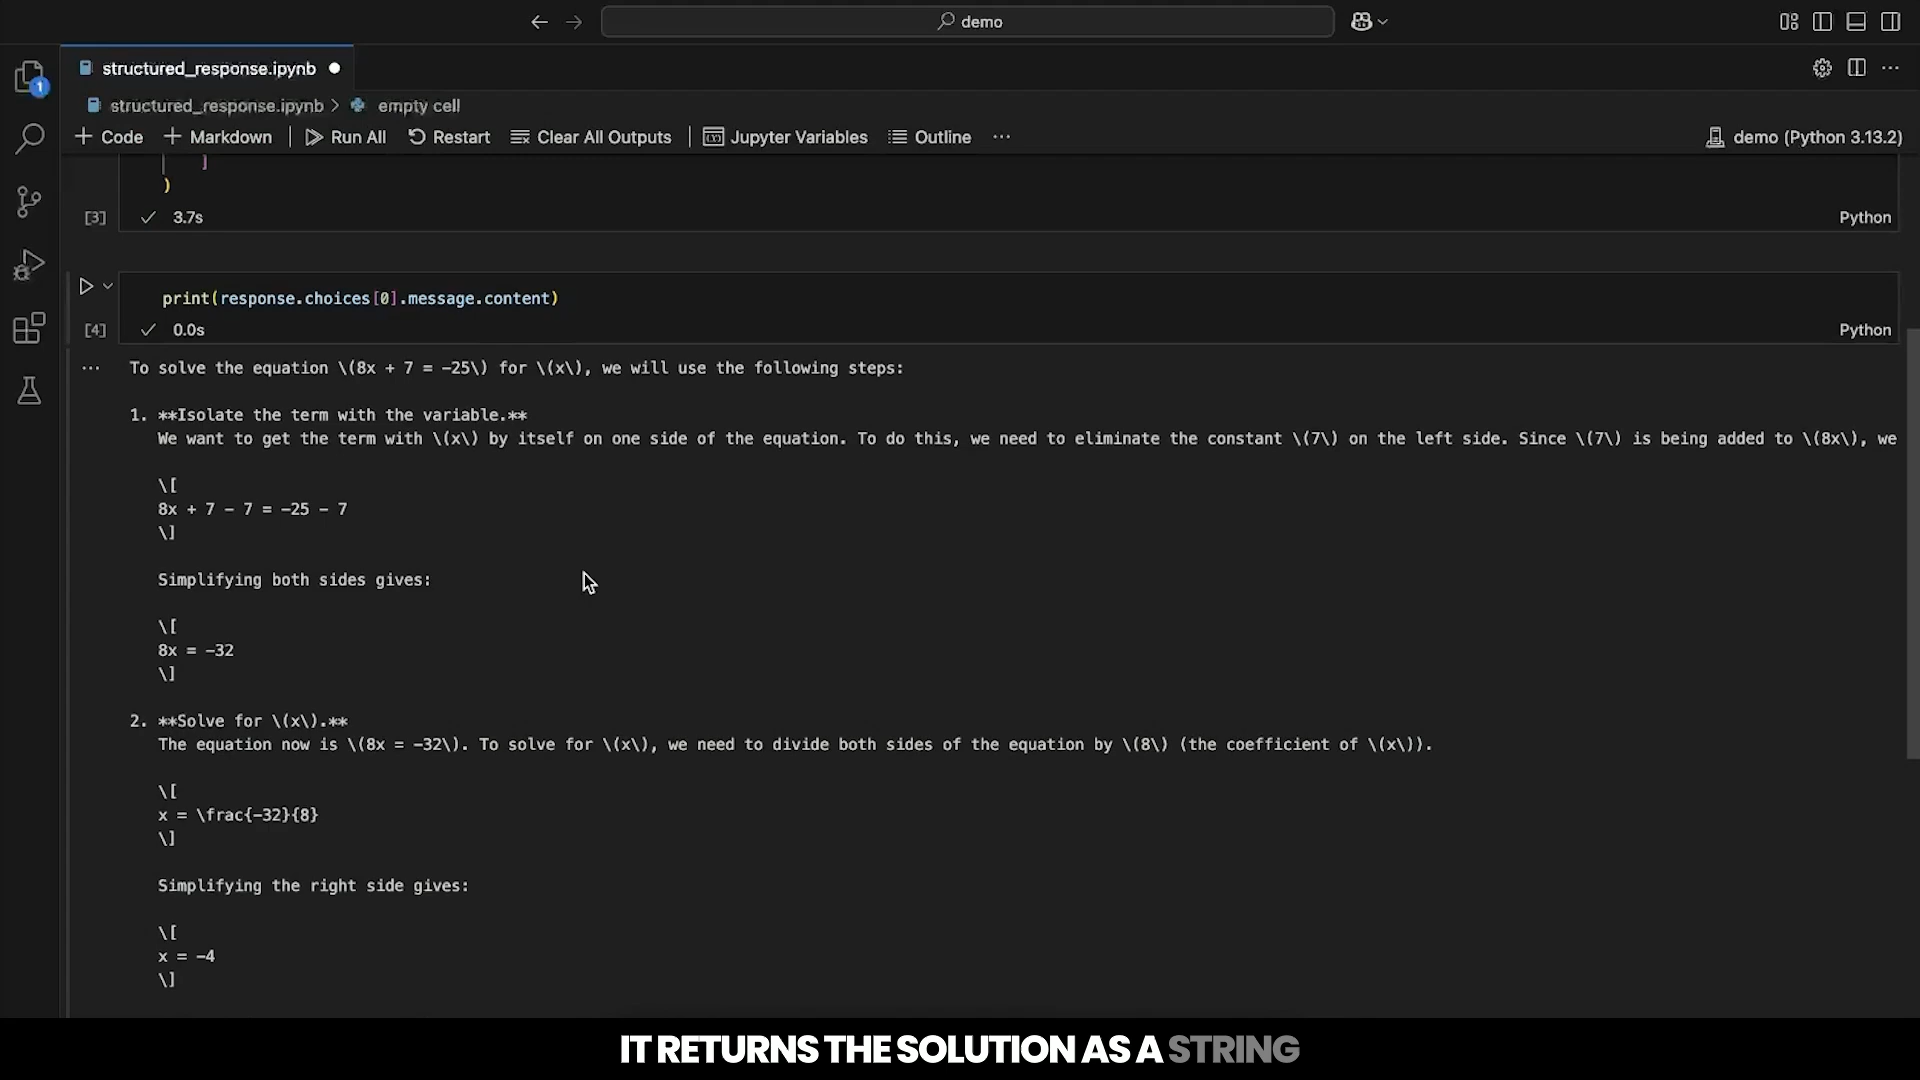 demo
structured_response.ipynb
1
structured_response.ipynb > empty cell
+ Code + Markdown | Run All Restart Clear All Outputs | Jupyter Variables Outline ... demo (Python 3.13.2)
]
)
[3] 3.7s Python
print(response.choices[0].message.content)
[4] 0.0s Python
... To solve the equation \(8x + 7 = -25\) for \(x\), we will use the following steps:
1. **Isolate the term with the variable.**
We want to get the term with \(x\) by itself on one side of the equation. To do this, we need to eliminate the constant \(7\) on the left side. Since \(7\) is being added to \(8x\), we
\[
8x + 7 - 7 = -25 - 7
\]
Simplifying both sides gives:
\[
8x = -32
\]
2. **Solve for \(x\).**
The equation now is \(8x = -32\). To solve for \(x\), we need to divide both sides of the equation by \(8\) (the coefficient of \(x\)).
\[
x = \frac{-32}{8}
\]
Simplifying the right side gives:
\[
x = -4
\]
IT RETURNS THE SOLUTION AS A STRING